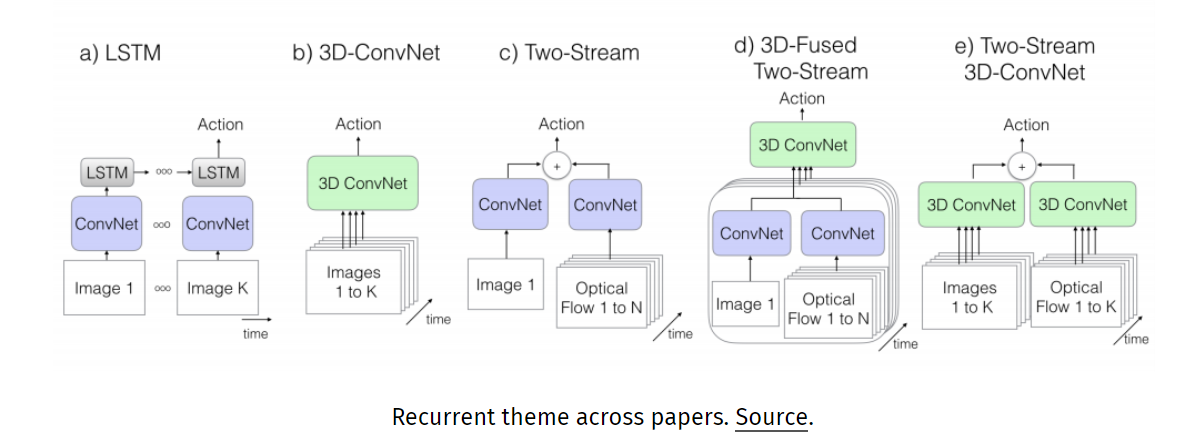 a) LSTM
b) 3D-ConvNet
c) Two-Stream
d) 3D-Fused
Two-Stream
e) Two-Stream
3D-ConvNet
Action
LSTM
ooo
LSTM
ConvNet
ooo
ConvNet
Image 1
ooo
Image K
time
Action
3D ConvNet
Images
1 to K
time
Action
+
ConvNet
ConvNet
Image 1
Optical
Flow 1 to N
time
Action
3D ConvNet
ConvNet
ConvNet
Image 1
Optical
Flow 1 to N
time
Action
+
3D ConvNet
3D ConvNet
Images
1 to K
Optical
Flow 1 to K
time
Recurrent theme across papers. Source.